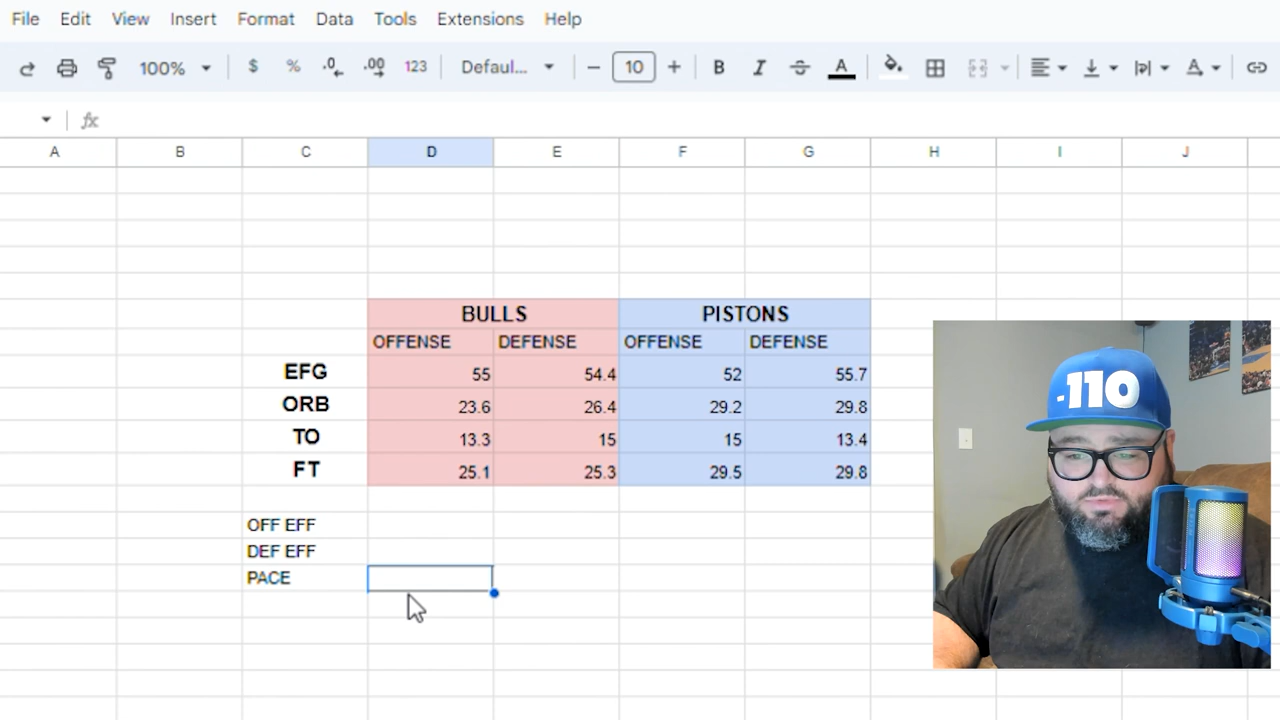 File Edit View Insert Format Data Tools Extensions Help
100% $ % .0 .00 123 Defaul... 10 B I A A
fx
A B C D E F G H I J
BULLS PISTONS
OFFENSE DEFENSE OFFENSE DEFENSE
EFG 55 54.4 52 55.7
ORB 23.6 26.4 29.2 29.8
TO 13.3 15 15 13.4
FT 25.1 25.3 29.5 29.8
OFF EFF
DEF EFF
PACE
-110